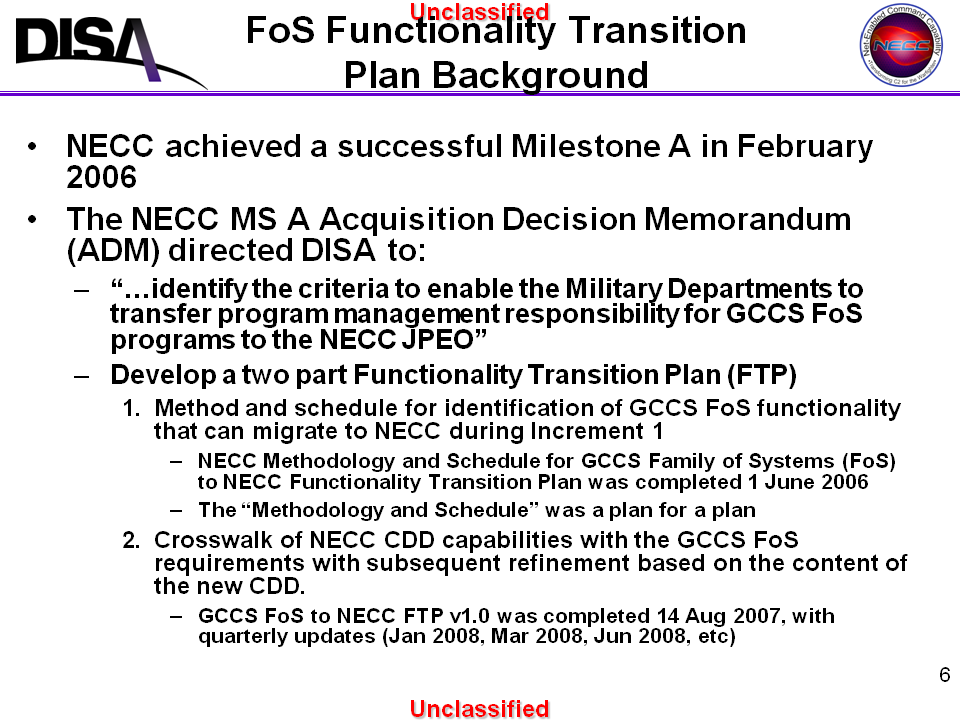 Unclassified
DISA
FoS Functionality Transition
Plan Background
Net-Enabled Command Capability
NECC
Transforming C2 for the Warfighter
• NECC achieved a successful Milestone A in February
2006
• The NECC MS A Acquisition Decision Memorandum
(ADM) directed DISA to:
– “…identify the criteria to enable the Military Departments to
transfer program management responsibility for GCCS FoS
programs to the NECC JPEO”
– Develop a two part Functionality Transition Plan (FTP)
1. Method and schedule for identification of GCCS FoS functionality
that can migrate to NECC during Increment 1
– NECC Methodology and Schedule for GCCS Family of Systems (FoS)
to NECC Functionality Transition Plan was completed 1 June 2006
– The “Methodology and Schedule” was a plan for a plan
2. Crosswalk of NECC CDD capabilities with the GCCS FoS
requirements with subsequent refinement based on the content of
the new CDD.
– GCCS FoS to NECC FTP v1.0 was completed 14 Aug 2007, with
quarterly updates (Jan 2008, Mar 2008, Jun 2008, etc)
6
Unclassified